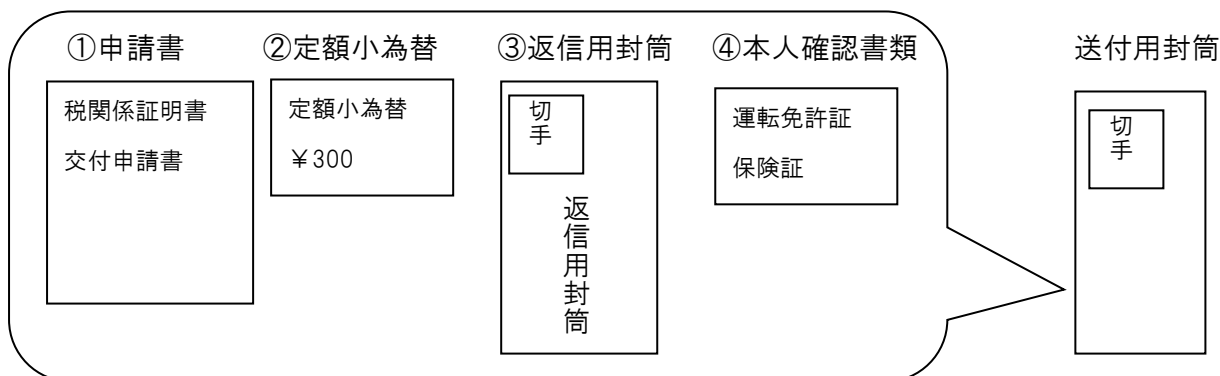 ①申請書
②定額小為替
③返信用封筒
④本人確認書類
送付用封筒
税関係証明書
交付申請書
定額小為替
￥300
切手
返信用封筒
運転免許証
保険証
切手